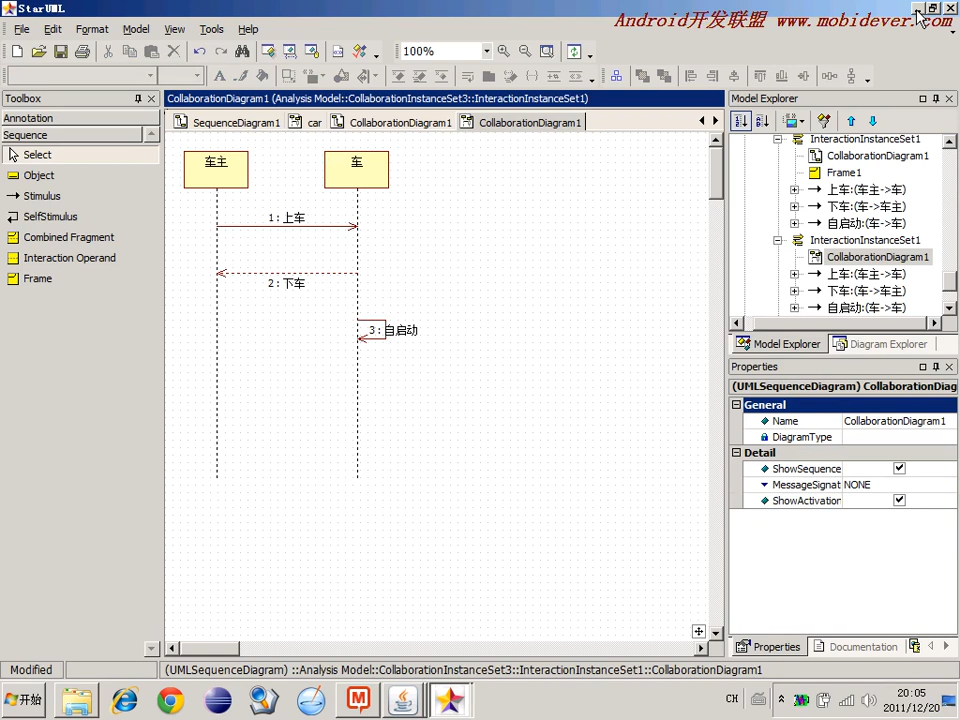 StarUML
Android开发联盟 www.mobidever.com
File Edit Format Model View Tools Help
100%
Toolbox
Annotation
Sequence
Select
Object
Stimulus
SelfStimulus
Combined Fragment
Interaction Operand
Frame
CollaborationDiagram1 (Analysis Model::CollaborationInstanceSet3::InteractionInstanceSet1)
SequenceDiagram1 car CollaborationDiagram1 CollaborationDiagram1
车主 车
1:上车
2:下车
3:自启动
Model Explorer
InteractionInstanceSet1
CollaborationDiagram1
Frame1
上车:(车主->车)
下车:(车->车主)
自启动:(车->车)
InteractionInstanceSet1
CollaborationDiagram1
上车:(车主->车)
下车:(车->车主)
自启动:(车->车)
Model Explorer Diagram Explorer
Properties
(UMLSequenceDiagram) CollaborationDiag
General
Name CollaborationDiagram1
DiagramType
Detail
ShowSequence
MessageSignat NONE
ShowActivation
Properties Documentation
Modified (UMLSequenceDiagram) ::Analysis Model::CollaborationInstanceSet3::InteractionInstanceSet1::CollaborationDiagram1
开始 CH 20:05
2011/12/20